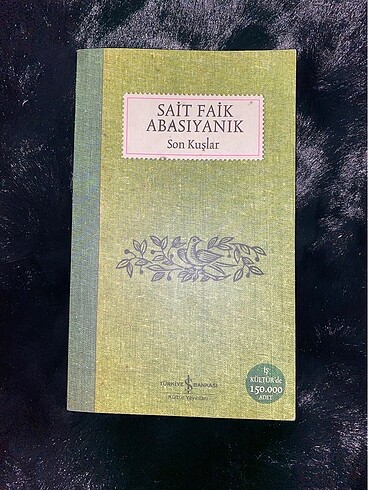 SAİT FAİK
ABASIYANIK
Son Kuşlar
TÜRKİYE İŞ BANKASI
Kültür Yayınları
İŞ
KÜLTÜR'de
150.000
ADET